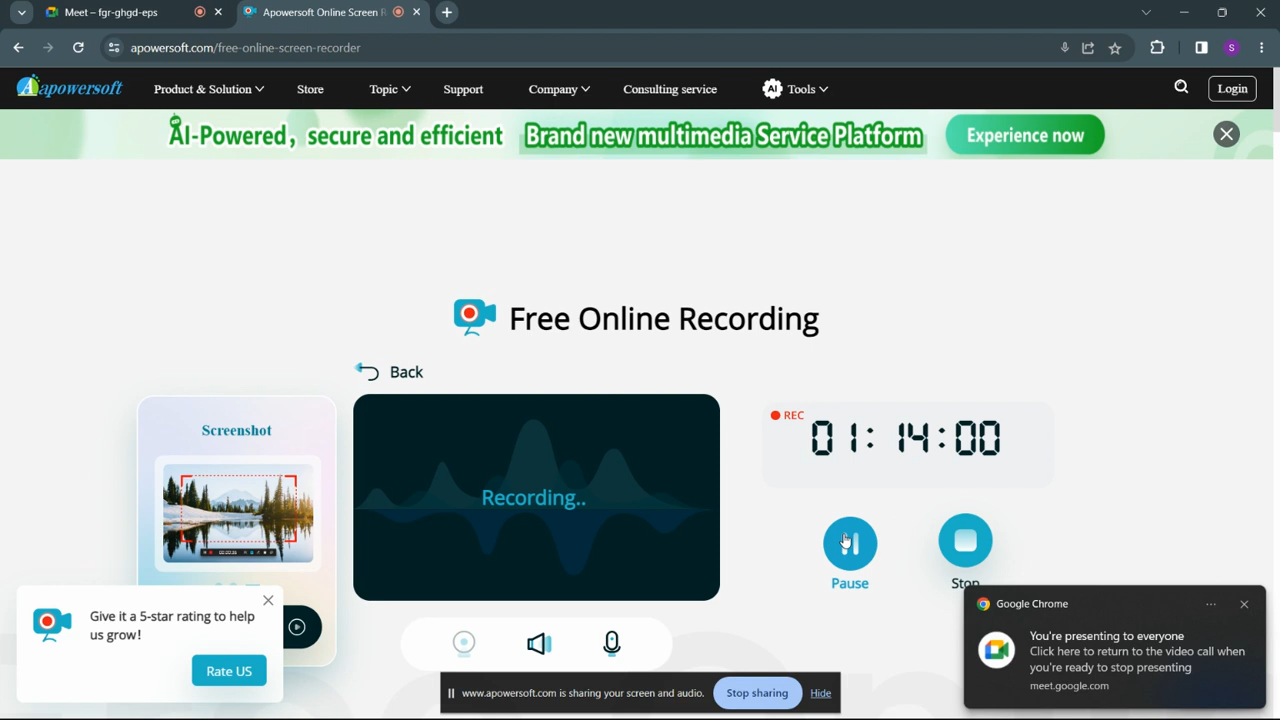 Meet – fgr-ghgd-eps
Apowersoft Online Screen R
apowersoft.com/free-online-screen-recorder
S
Apowersoft
Product & Solution
Store
Topic
Support
Company
Consulting service
AI
Tools
Login
AI-Powered, secure and efficient
Brand new multimedia Service Platform
Experience now
Free Online Recording
Back
Screenshot
Recording..
REC
01:14:00
Pause
Stop
Give it a 5-star rating to help
us grow!
Rate US
www.apowersoft.com is sharing your screen and audio.
Stop sharing
Hide
Google Chrome
You're presenting to everyone
Click here to return to the video call when
you're ready to stop presenting
meet.google.com